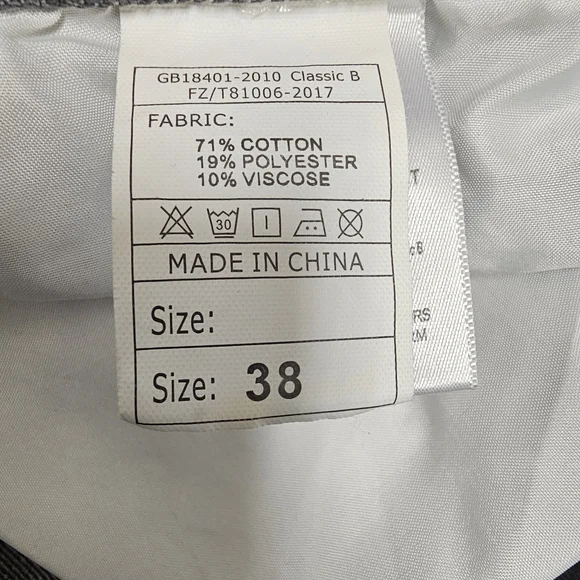 GB18401-2010 Classic B
FZ/T81006-2017
FABRIC:
71% COTTON
19% POLYESTER
10% VISCOSE
30
MADE IN CHINA
Size:
Size: 38